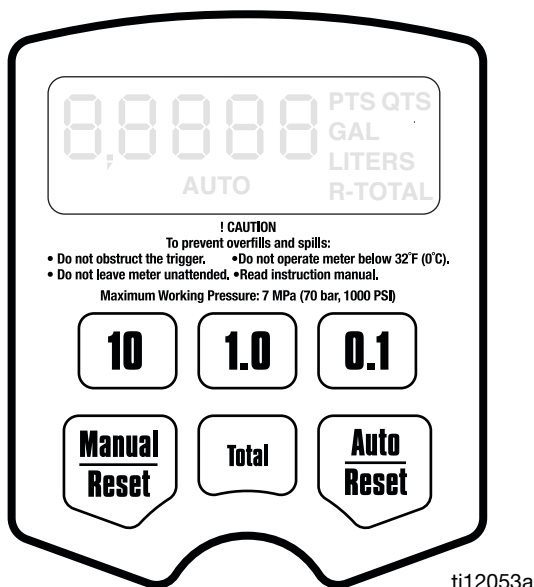 8,8888 PTS QTS
GAL
LITERS
AUTO R-TOTAL
! CAUTION
To prevent overfills and spills:
• Do not obstruct the trigger. •Do not operate meter below 32°F (0°C).
• Do not leave meter unattended. •Read instruction manual.
Maximum Working Pressure: 7 MPa (70 bar, 1000 PSI)
10 1.0 0.1
Manual Total Auto
Reset Reset
ti12053a